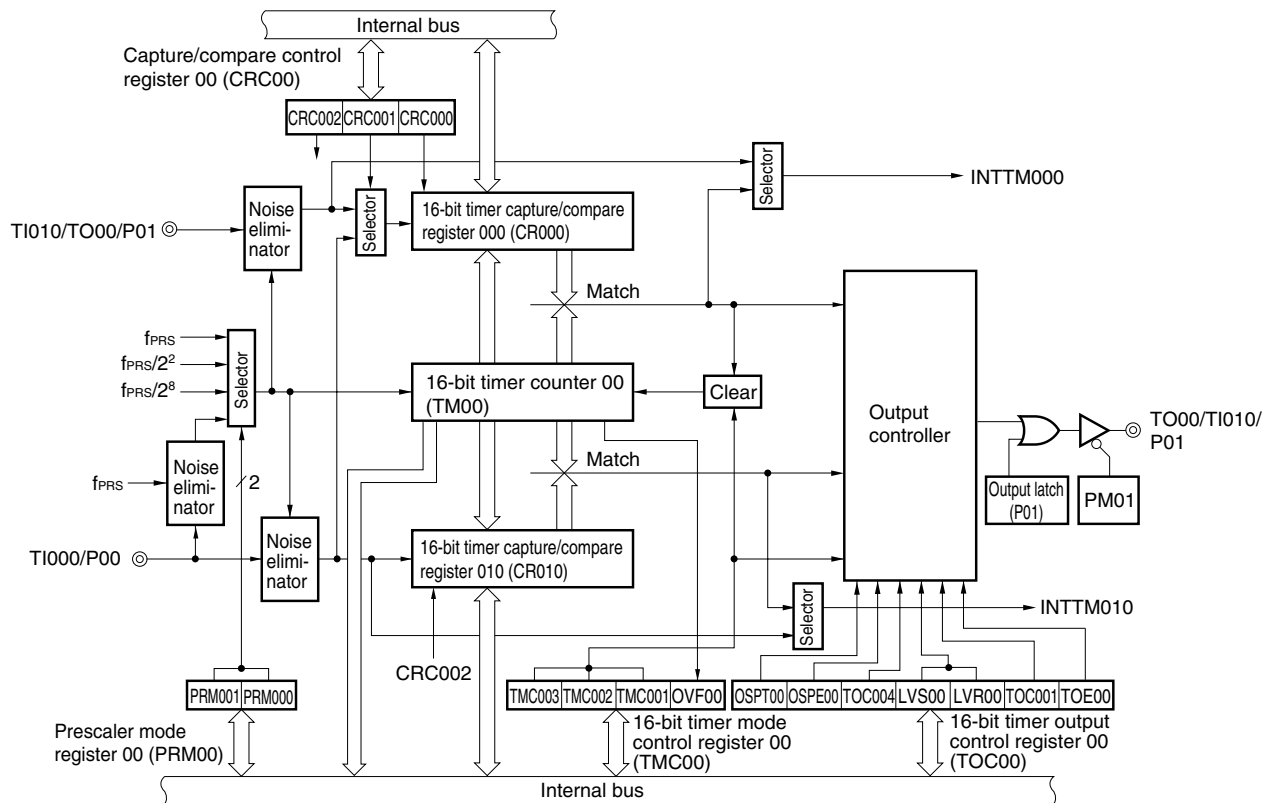 Internal bus
Capture/compare control
register 00 (CRC00)
CRC002 CRC001 CRC000
Selector
INTTM000
TI010/TO00/P01
Noise
elimi-
nator
Selector
16-bit timer capture/compare
register 000 (CR000)
Match
fPRS
fPRS/2²
fPRS/2⁸
Selector
16-bit timer counter 00
(TM00)
Clear
Output
controller
TO00/TI010/
P01
Output latch
(P01)
PM01
fPRS
Noise
elimi-
nator
2
Match
TI000/P00
Noise
elimi-
nator
16-bit timer capture/compare
register 010 (CR010)
Selector
INTTM010
CRC002
PRM001 PRM000
TMC003 TMC002 TMC001 OVF00
OSPT00 OSPE00 TOC004 LVS00 LVR00 TOC001 TOE00
Prescaler mode
register 00 (PRM00)
16-bit timer mode
control register 00
(TMC00)
16-bit timer output
control register 00
(TOC00)
Internal bus